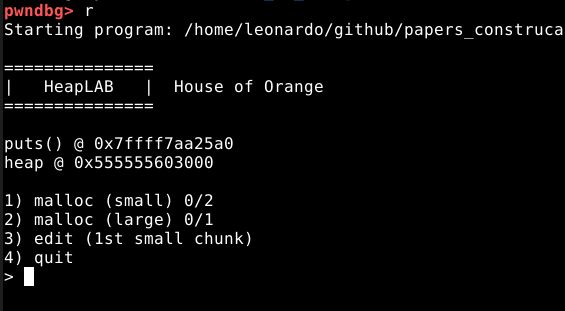 pwndbg> r
Starting program: /home/leonardo/github/papers_construca
===============
|   HeapLAB   |  House of Orange
===============
puts() @ 0x7ffff7aa25a0
heap @ 0x555555603000
1) malloc (small) 0/2
2) malloc (large) 0/1
3) edit (1st small chunk)
4) quit
>